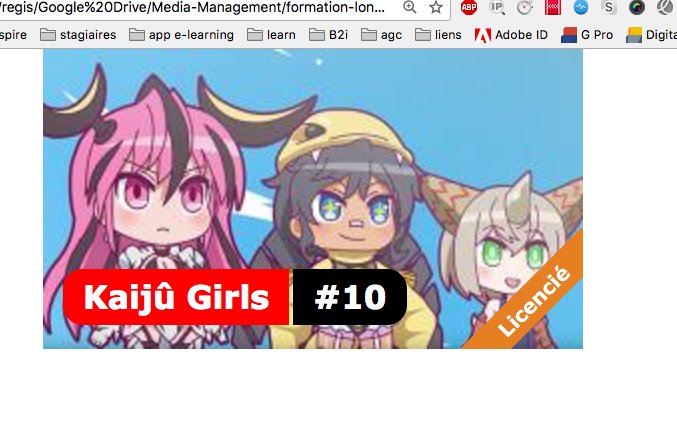 /regis/Google%20Drive/Media-Management/formation-lon...
spire stagiaires app e-learning learn B2i agc liens Adobe ID G Pro Digita
Kaijû Girls #10
Licencié